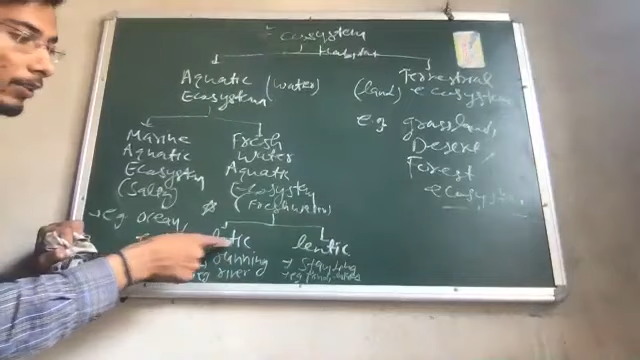 Ecosystem
Habitat
Aquatic
Ecosystem (water)
Terrestrial
(land) ecosystem
e.g grassland,
Desert
Forest
ecosystem.
Marine
Aquatic
Ecosystem
(Salty)
→ e.g ocean,
Fresh
water
Aquatic
Ecosystem
(Freshwater)
lotic
running
river
lentic
→ Standing
→ e.g